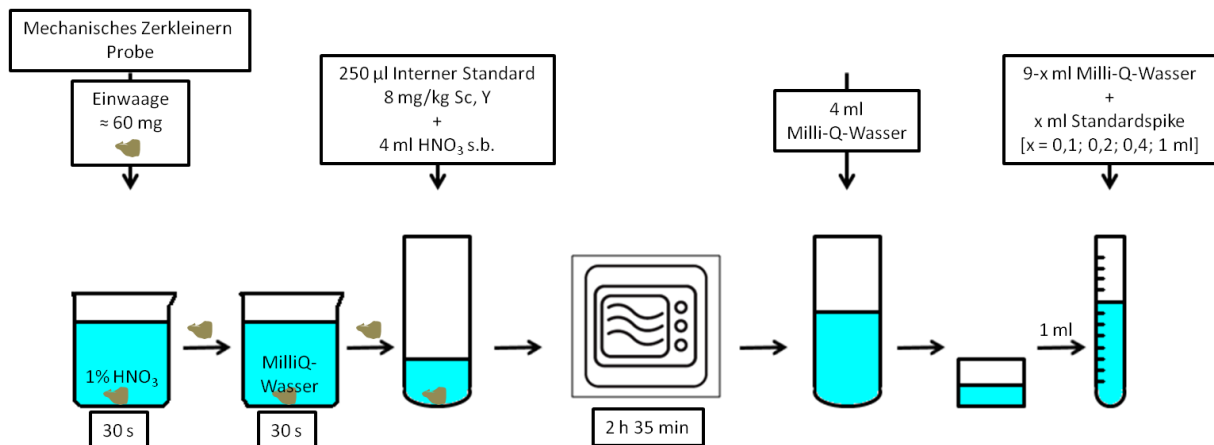 Mechanisches Zerkleinern
Probe
Einwaage
≈ 60 mg
250 µl Interner Standard
8 mg/kg Sc, Y
+
4 ml HNO₃ s.b.
4 ml
Milli-Q-Wasser
9-x ml Milli-Q-Wasser
+
x ml Standardspike
[x = 0,1; 0,2; 0,4; 1 ml]
1% HNO₃
MilliQ-
Wasser
1 ml
30 s
30 s
2 h 35 min